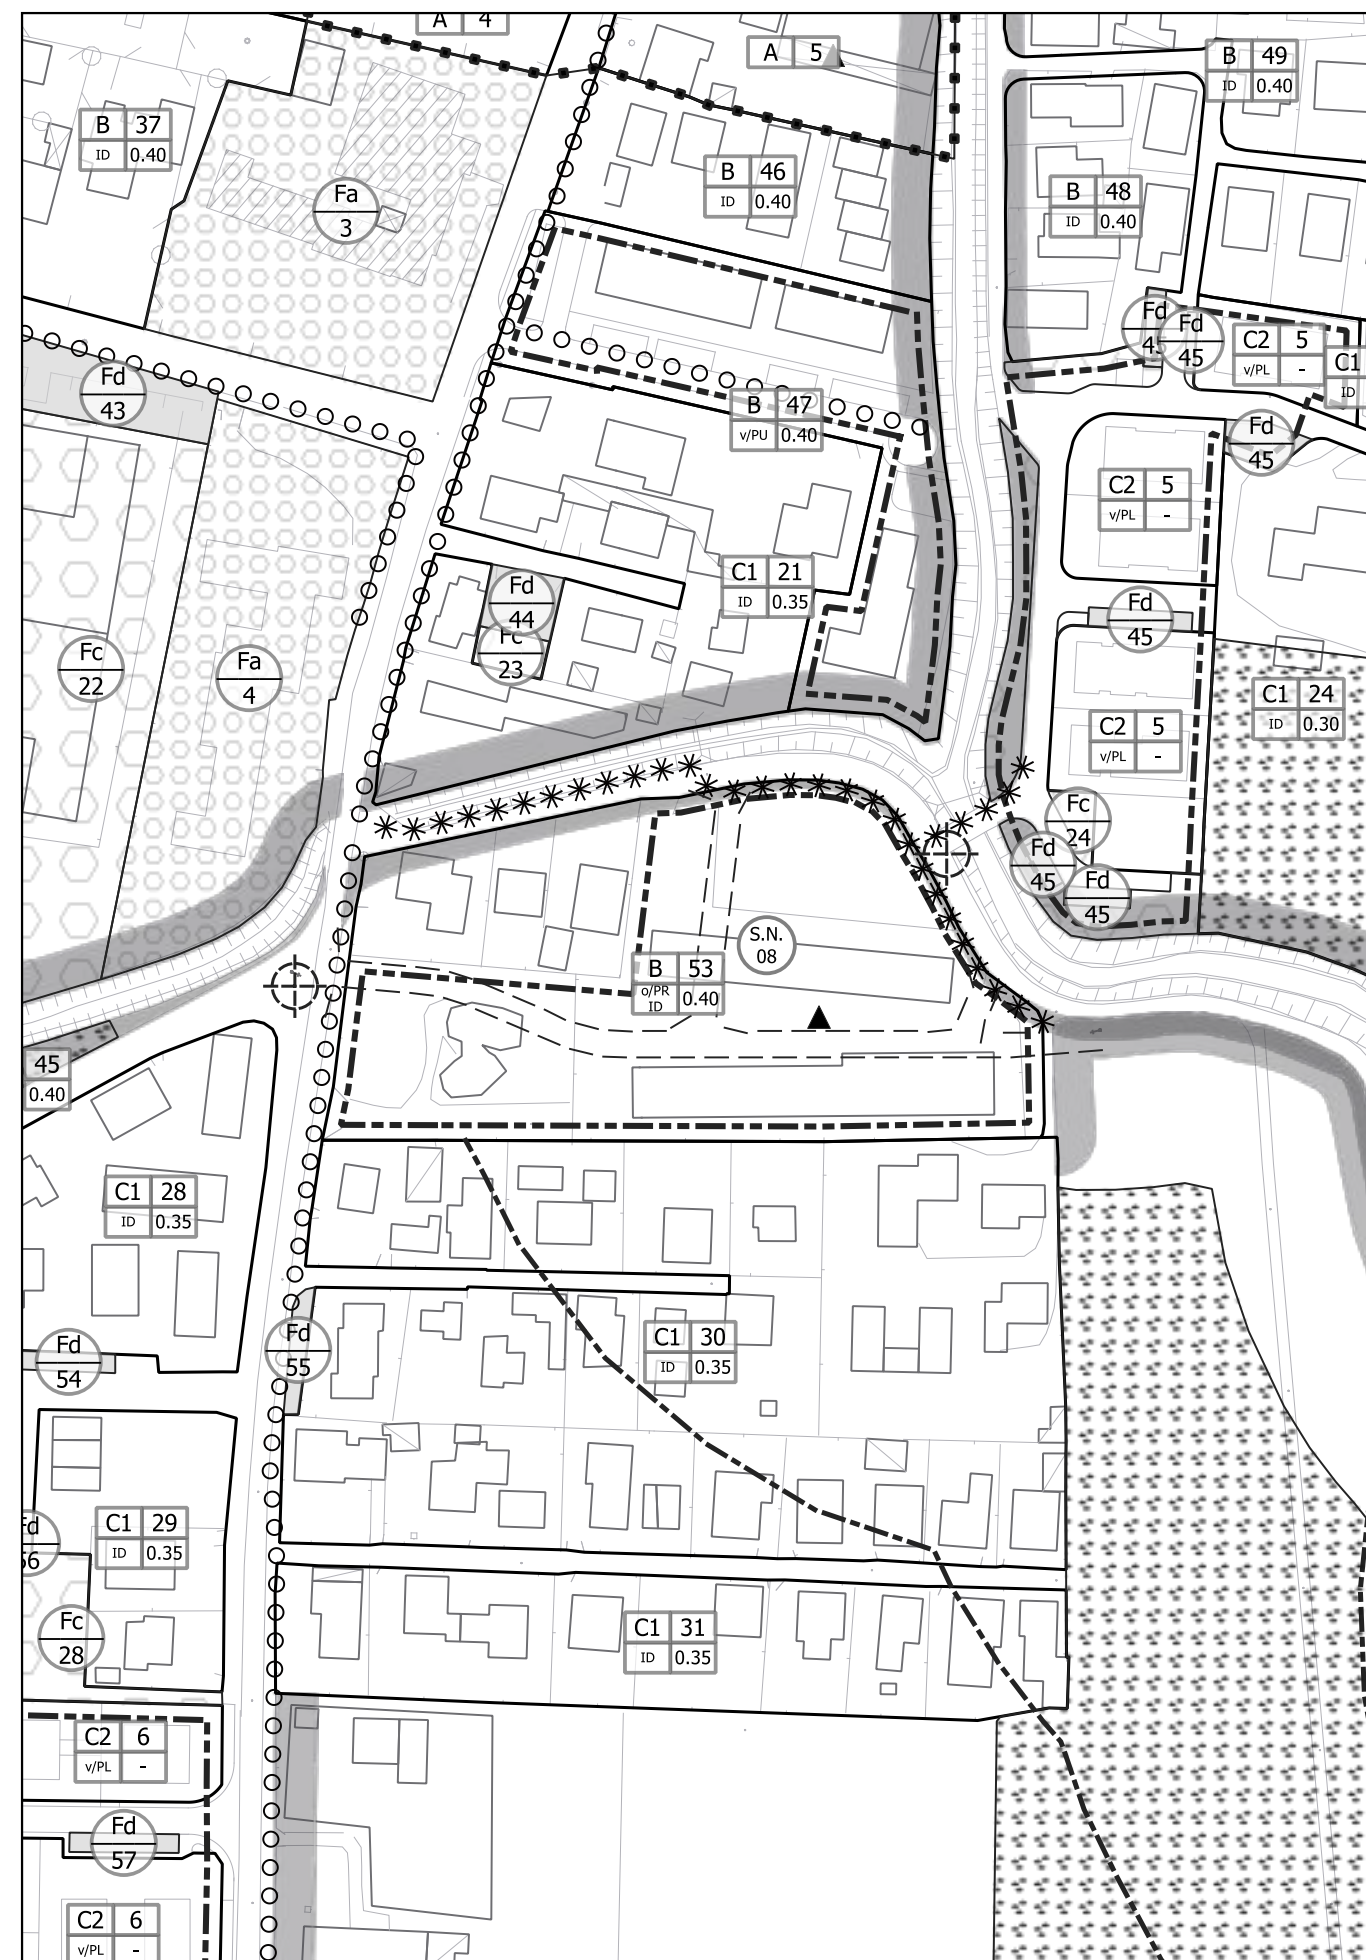 A 4
A 5
B 49
ID 0.40
B 37
ID 0.40
B 46
ID 0.40
B 48
ID 0.40
Fa
3
Fd
45
Fd
45
C2 5
v/PL -
C1
ID
Fd
43
B 47
v/PU 0.40
Fd
45
C2 5
v/PL -
C1 21
ID 0.35
Fd
44
Fc
23
Fd
45
Fc
22
Fa
4
C1 24
ID 0.30
C2 5
v/PL -
Fc
24
Fd
45
Fd
45
S.N.
08
B 53
o/PR
ID 0.40
45
0.40
C1 28
ID 0.35
C1 30
ID 0.35
Fd
54
Fd
55
C1 29
ID 0.35
Fd
56
Fc
28
C1 31
ID 0.35
C2 6
v/PL -
Fd
57
C2 6
v/PL -